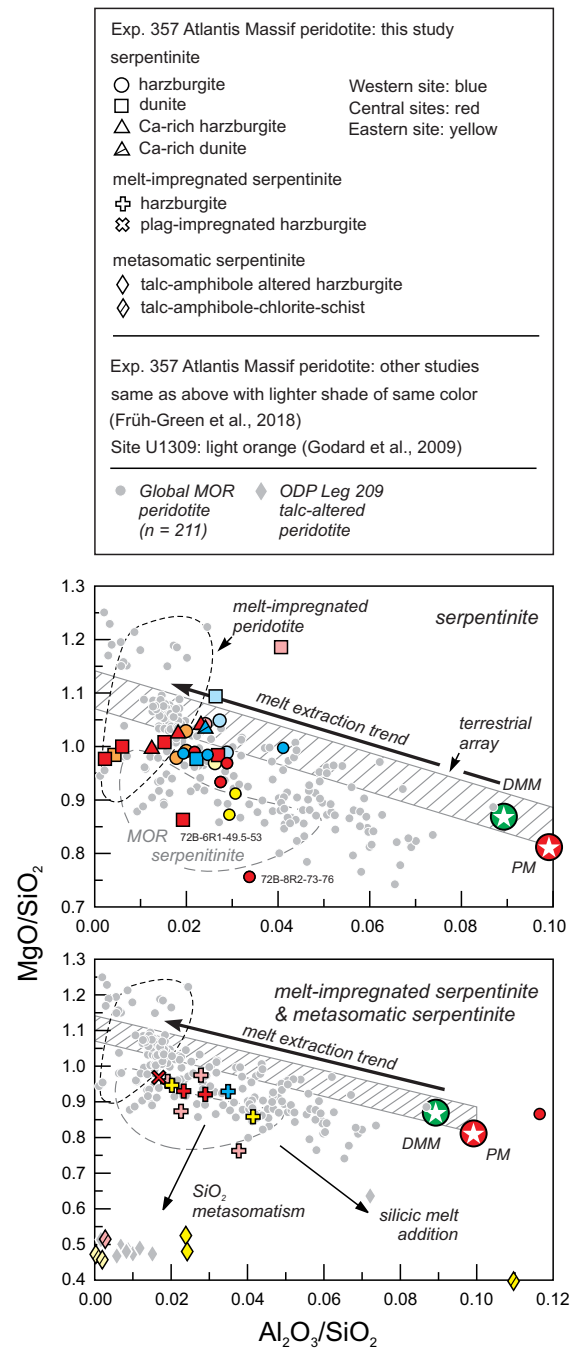 Exp. 357 Atlantis Massif peridotite: this study
serpentinite
harzburgite
dunite
Ca-rich harzburgite
Ca-rich dunite
Western site: blue
Central sites: red
Eastern site: yellow
melt-impregnated serpentinite
harzburgite
plag-impregnated harzburgite
metasomatic serpentinite
talc-amphibole altered harzburgite
talc-amphibole-chlorite-schist
Exp. 357 Atlantis Massif peridotite: other studies
same as above with lighter shade of same color
(Früh-Green et al., 2018)
Site U1309: light orange (Godard et al., 2009)
Global MOR
peridotite
(n = 211)
ODP Leg 209
talc-altered
peridotite
MgO/SiO2
1.3
1.2
1.1
1.0
0.9
0.8
0.7
melt-impregnated
peridotite
serpentinite
melt extraction trend
terrestrial
array
DMM
PM
MOR
serpenitinite
72B-6R1-49.5-53
72B-8R2-73-76
0.00
0.02
0.04
0.06
0.08
0.10
1.3
1.2
1.1
1.0
0.9
0.8
0.7
0.6
0.5
0.4
melt-impregnated serpentinite
& metasomatic serpentinite
melt extraction trend
DMM
PM
SiO2
metasomatism
silicic melt
addition
0.00
0.02
0.04
0.06
0.08
0.10
0.12
Al2O3/SiO2